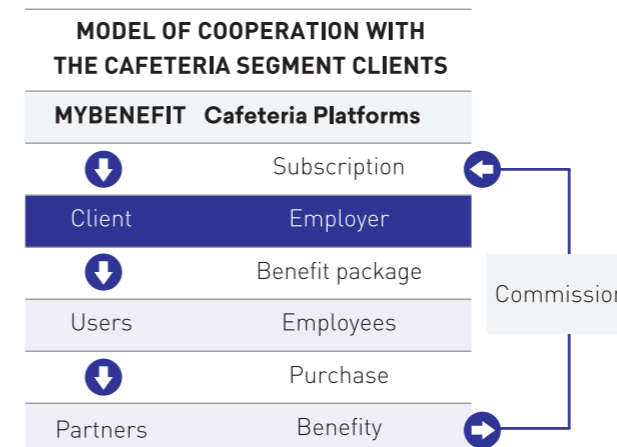 MODEL OF COOPERATION WITH
THE CAFETERIA SEGMENT CLIENTS
MYBENEFIT Cafeteria Platforms
Subscription
Client Employer
Benefit package
Commission
Users Employees
Purchase
Partners Benefity